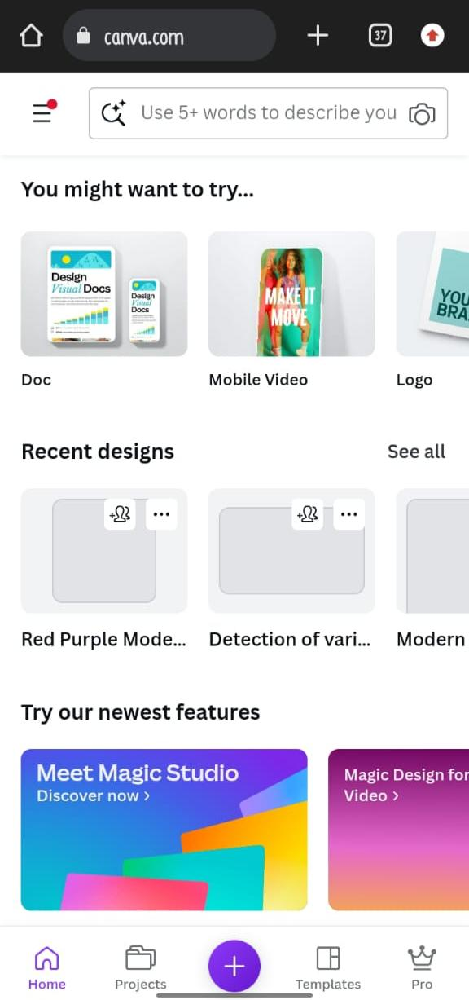 canva.com
37
Use 5+ words to describe you
You might want to try...
Design
Visual Docs
Design
Visual
Docs
MAKE IT
MOVE
YOU
BRA
Doc
Mobile Video
Logo
Recent designs
See all
Red Purple Mode...
Detection of vari...
Modern
Try our newest features
Meet Magic Studio
Discover now >
Magic Design for
Video >
Home
Projects
Templates
Pro